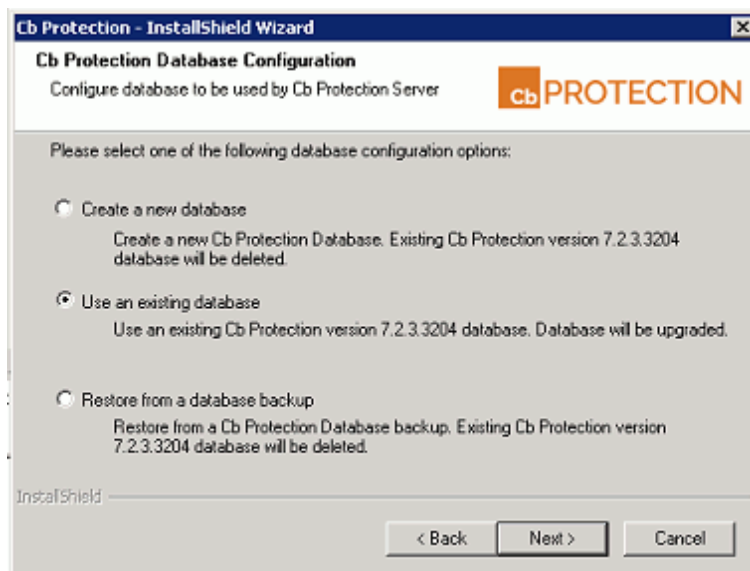 Cb Protection - InstallShield Wizard
Cb Protection Database Configuration
Configure database to be used by Cb Protection Server
Cb PROTECTION
Please select one of the following database configuration options:
Create a new database
Create a new Cb Protection Database. Existing Cb Protection version 7.2.3.3204
database will be deleted.
Use an existing database
Use an existing Cb Protection version 7.2.3.3204 database. Database will be upgraded.
Restore from a database backup
Restore from a Cb Protection Database backup. Existing Cb Protection version
7.2.3.3204 database will be deleted.
InstallShield
< Back
Next >
Cancel